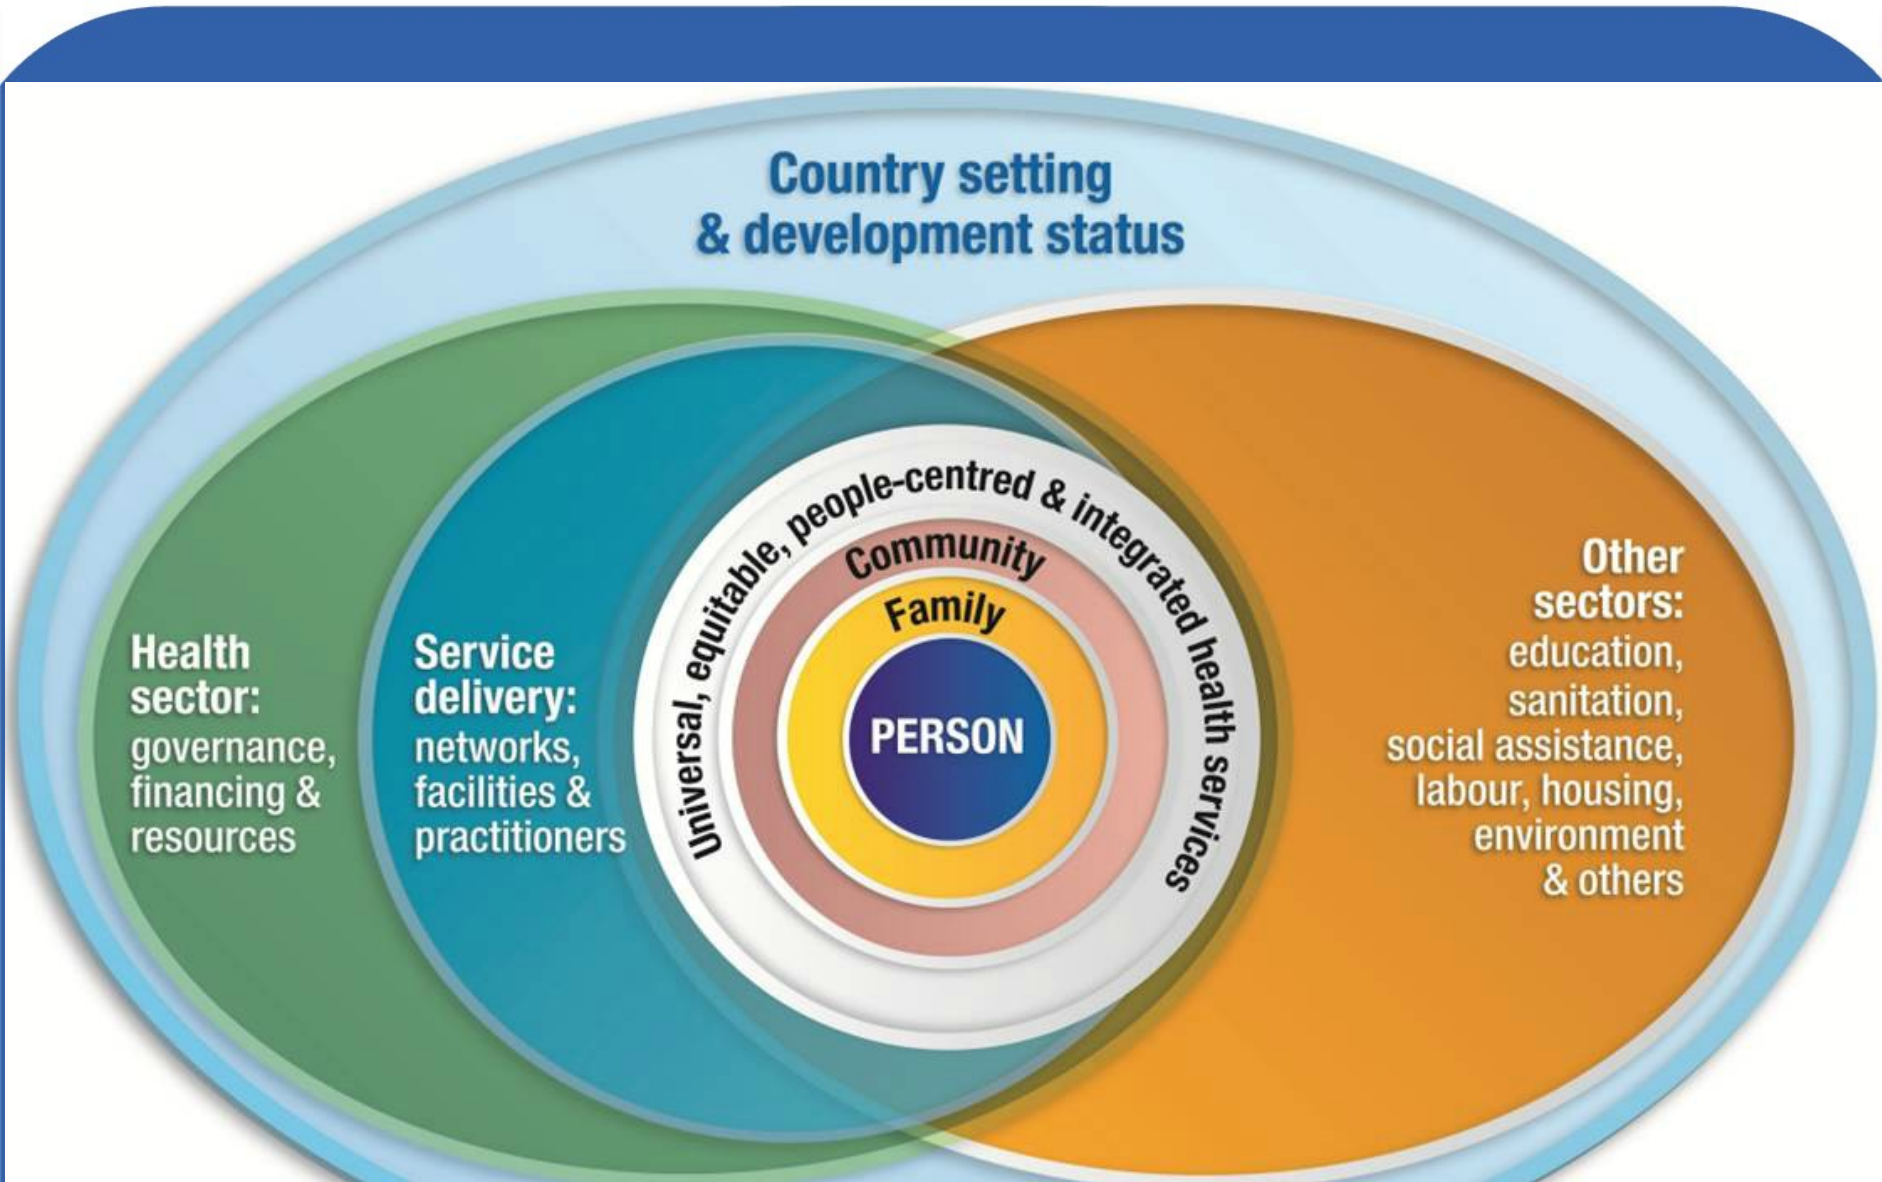 Country setting
& development status
Universal, equitable, people-centred & integrated health services
Community
Family
PERSON
Health
sector:
governance,
financing &
resources
Service
delivery:
networks,
facilities &
practitioners
Other
sectors:
education,
sanitation,
social assistance,
labour, housing,
environment
& others